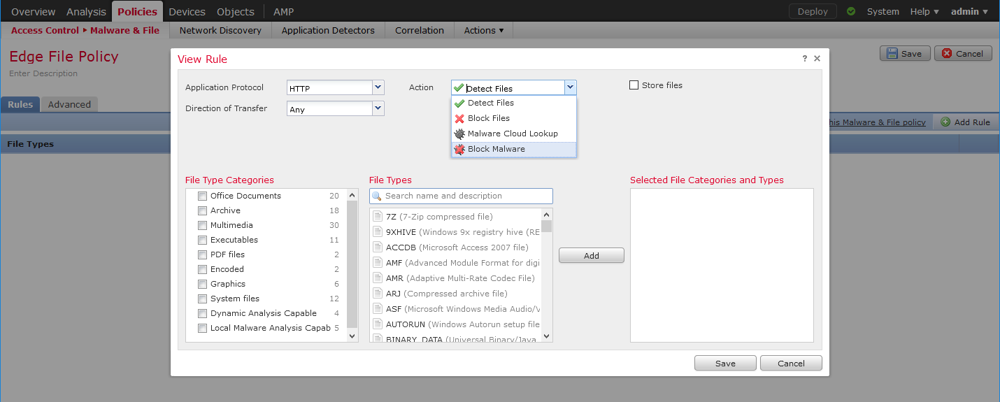 Overview Analysis Policies Devices Objects AMP Deploy System Help ▾ admin ▾
Access Control ▸ Malware & File Network Discovery Application Detectors Correlation Actions ▾
Edge File Policy
Enter Description
Save Cancel
Rules Advanced
his Malware & File policy Add Rule
File Types
View Rule ? ×
Application Protocol HTTP Action Detect Files Store files
Direction of Transfer Any
Detect Files
Block Files
Malware Cloud Lookup
Block Malware
File Type Categories File Types Selected File Categories and Types
Office Documents 20
Archive 18
Multimedia 30
Executables 11
PDF files 2
Encoded 2
Graphics 6
System files 12
Dynamic Analysis Capable 4
Local Malware Analysis Capab 5
Search name and description
7Z (7-Zip compressed file)
9XHIVE (Windows 9x registry hive (RE
ACCDB (Microsoft Access 2007 file)
AMF (Advanced Module Format for digi
AMR (Adaptive Multi-Rate Codec File)
ARJ (Compressed archive file)
ASF (Microsoft Windows Media Audio/V
AUTORUN (Windows Autorun setup file
BINARY_DATA (Universal Binary/Java
Add
Save Cancel